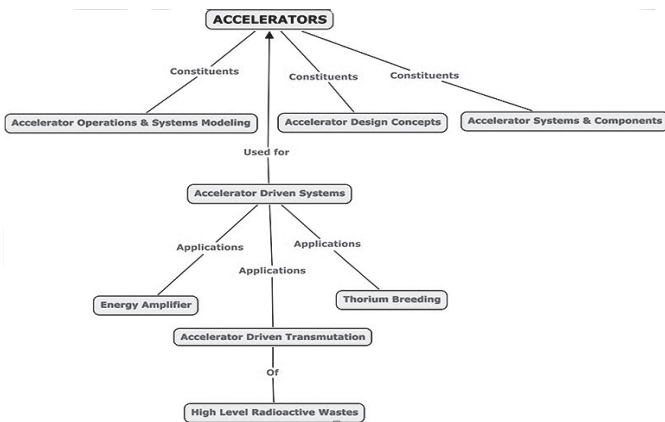 ACCELERATORS
Constituents
Constituents
Constituents
Accelerator Operations & Systems Modeling
Accelerator Design Concepts
Accelerator Systems & Components
Used for
Accelerator Driven Systems
Applications
Applications
Applications
Energy Amplifier
Thorium Breeding
Accelerator Driven Transmutation
Of
High Level Radioactive Wastes